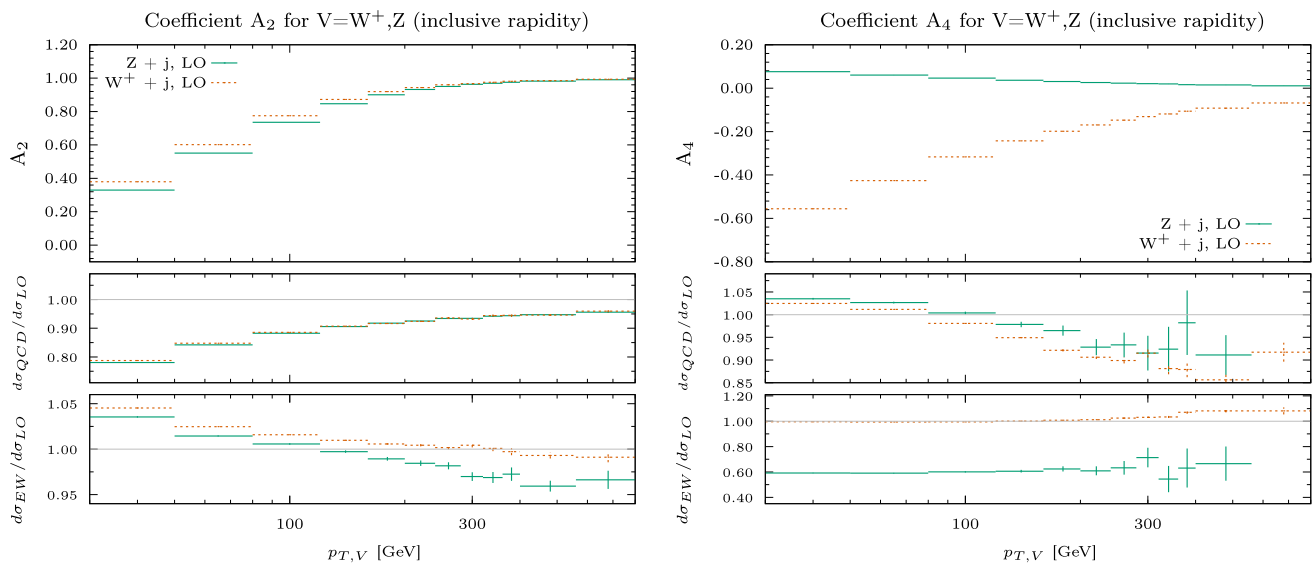 Coefficient A2 for V=W+,Z (inclusive rapidity)
1.20
1.00
0.80
0.60
0.40
0.20
0.00
A2
Z + j, LO
W+ + j, LO
1.00
0.90
0.80
dσQCD/dσLO
1.05
1.00
0.95
dσEW/dσLO
100
300
pT,V [GeV]
Coefficient A4 for V=W+,Z (inclusive rapidity)
0.20
0.00
-0.20
-0.40
-0.60
-0.80
A4
Z + j, LO
W+ + j, LO
1.05
1.00
0.95
0.90
0.85
dσQCD/dσLO
1.20
1.00
0.80
0.60
0.40
dσEW/dσLO
100
300
pT,V [GeV]